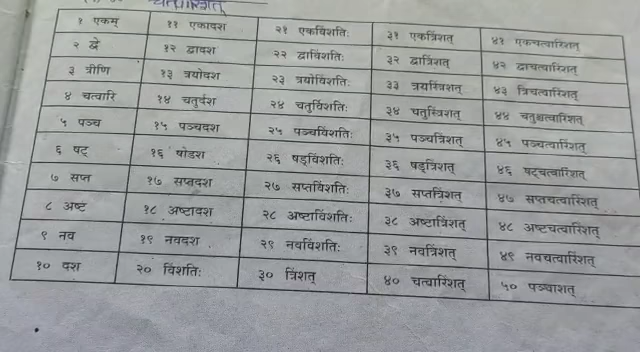 चत्वारिंशत्
१ एकम् ११ एकादश २१ एकविंशतिः ३१ एकत्रिंशत् ४१ एकचत्वारिंशत्
२ द्वे १२ द्वादश २२ द्वाविंशतिः ३२ द्वात्रिंशत् ४२ द्वाचत्वारिंशत्
३ त्रीणि १३ त्रयोदश २३ त्रयोविंशतिः ३३ त्रयस्त्रिंशत् ४३ त्रिचत्वारिंशत्
४ चत्वारि १४ चतुर्दश २४ चतुर्विंशतिः ३४ चतुस्त्रिंशत् ४४ चतुश्चत्वारिंशत्
५ पञ्च १५ पञ्चदश २५ पञ्चविंशतिः ३५ पञ्चत्रिंशत् ४५ पञ्चचत्वारिंशत्
६ षट् १६ षोडश २६ षड्विंशतिः ३६ षड्त्रिंशत् ४६ षट्चत्वारिंशत्
७ सप्त १७ सप्तदश २७ सप्तविंशतिः ३७ सप्तत्रिंशत् ४७ सप्तचत्वारिंशत्
८ अष्ट १८ अष्टादश २८ अष्टाविंशतिः ३८ अष्टात्रिंशत् ४८ अष्टचत्वारिंशत्
९ नव १९ नवदश २९ नवविंशतिः ३९ नवत्रिंशत् ४९ नवचत्वारिंशत्
१० दश २० विंशतिः ३० त्रिंशत् ४० चत्वारिंशत् ५० पञ्चाशत्